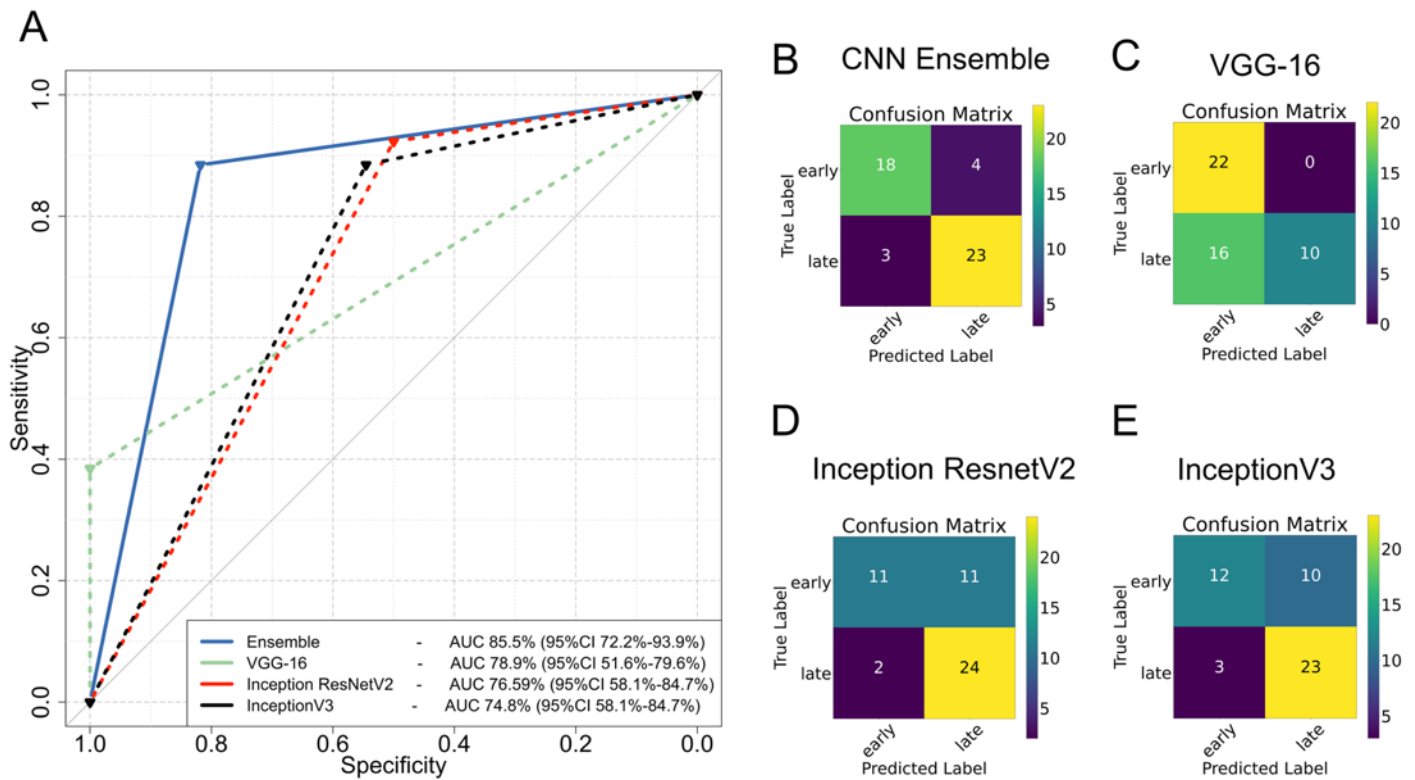 A
Sensitivity
1.0
0.8
0.6
0.4
0.2
0.0
Ensemble - AUC 85.5% (95%CI 72.2%-93.9%)
VGG-16 - AUC 78.9% (95%CI 51.6%-79.6%)
Inception ResNetV2 - AUC 76.59% (95%CI 58.1%-84.7%)
InceptionV3 - AUC 74.8% (95%CI 58.1%-84.7%)
1.0 0.8 0.6 0.4 0.2 0.0
Specificity
B
CNN Ensemble
Confusion Matrix
True Label
early 18 4
late 3 23
early late
Predicted Label
20
15
10
5
C
VGG-16
Confusion Matrix
True Label
early 22 0
late 16 10
early late
Predicted Label
20
15
10
5
0
D
Inception ResnetV2
Confusion Matrix
True Label
early 11 11
late 2 24
early late
Predicted Label
20
15
10
5
E
InceptionV3
Confusion Matrix
True Label
early 12 10
late 3 23
early late
Predicted Label
20
15
10
5